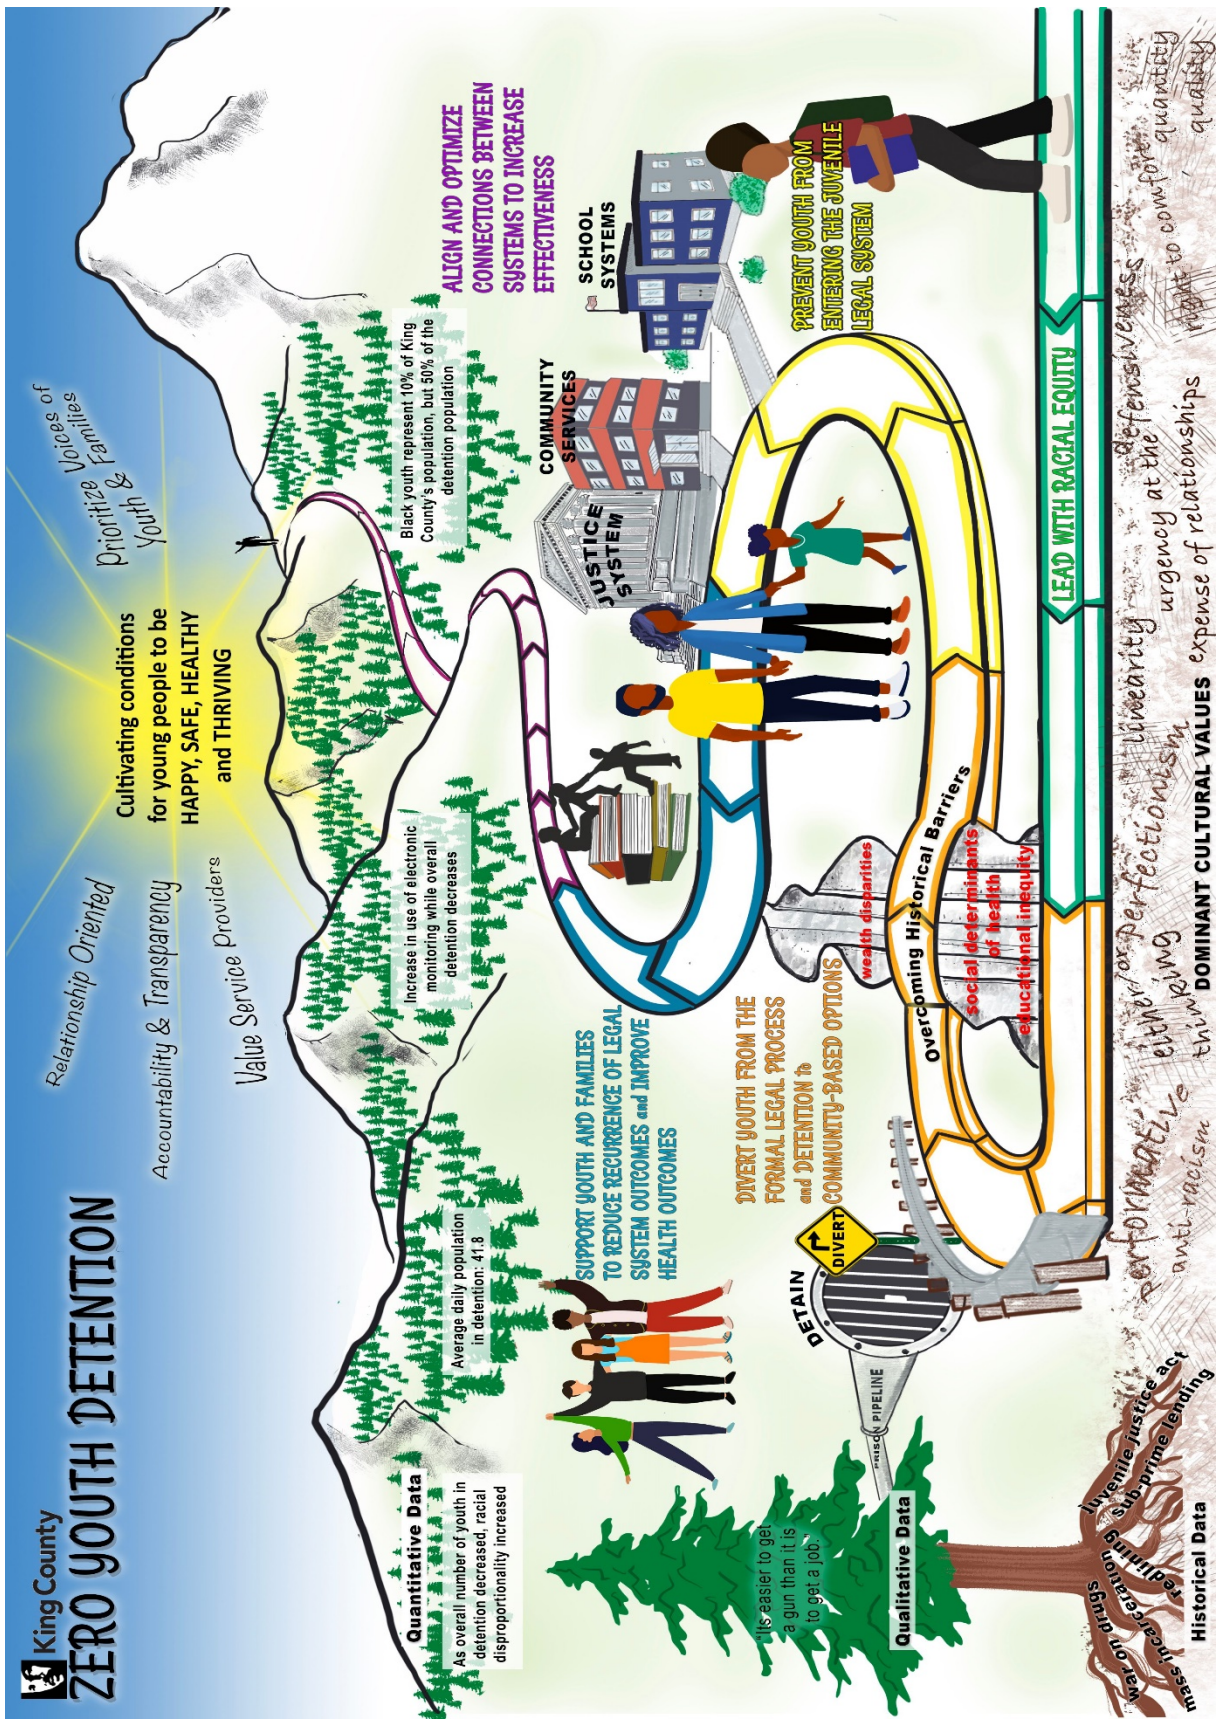 King County
ZERO YOUTH DETENTION
Relationship Oriented
Accountability & Transparency
Value Service Providers
Cultivating conditions
for young people to be
HAPPY, SAFE, HEALTHY
and THRIVING
Prioritize Voices of
Youth & Families
Quantitative Data
As overall number of youth in
detention decreased, racial
disproportionality increased
Average daily population
in detention: 41.8
Increase in use of electronic
monitoring while overall
detention decreases
Black youth represent 10% of King
County's population, but 50% of the
detention population
ALIGN AND OPTIMIZE
CONNECTIONS BETWEEN
SYSTEMS TO INCREASE
EFFECTIVENESS
SUPPORT YOUTH AND FAMILIES
TO REDUCE RECURRENCE OF LEGAL
SYSTEM OUTCOMES and IMPROVE
HEALTH OUTCOMES
JUSTICE
SYSTEM
COMMUNITY
SERVICES
SCHOOL
SYSTEMS
"Its easier to get
a gun than it is
to get a job."
Qualitative Data
PRISON PIPELINE
DETAIN
DIVERT
DIVERT YOUTH FROM THE
FORMAL LEGAL PROCESS
and DETENTION to
COMMUNITY-BASED OPTIONS
wealth disparities
Overcoming Historical Barriers
social determinants
of health
educational inequity
PREVENT YOUTH FROM
ENTERING THE JUVENILE
LEGAL SYSTEM
LEAD WITH RACIAL EQUITY
war on drugs
mass incarceration
redlining
Juvenile justice act
sub-prime lending
Historical Data
performative
anti-racism
either/or
thinking
perfectionism
linearity
urgency at the
expense of relationships
defensiveness
right to comfort
quantity
quality
DOMINANT CULTURAL VALUES